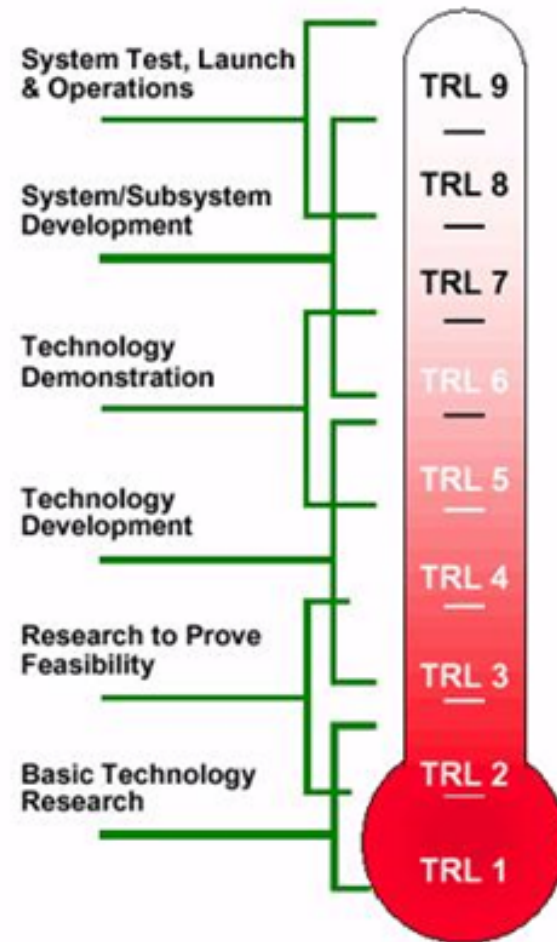 System Test, Launch
& Operations
System/Subsystem
Development
Technology
Demonstration
Technology
Development
Research to Prove
Feasibility
Basic Technology
Research
TRL 9
TRL 8
TRL 7
TRL 6
TRL 5
TRL 4
TRL 3
TRL 2
TRL 1